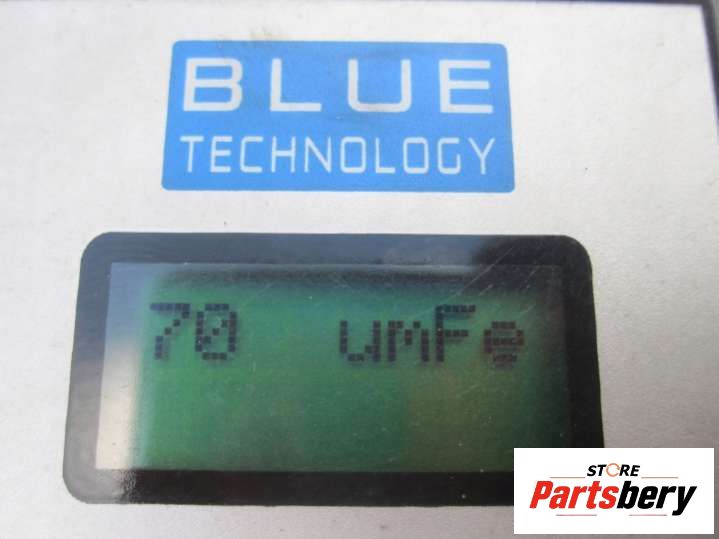 BLUE
TECHNOLOGY
70 umFe
STORE
Partsbery